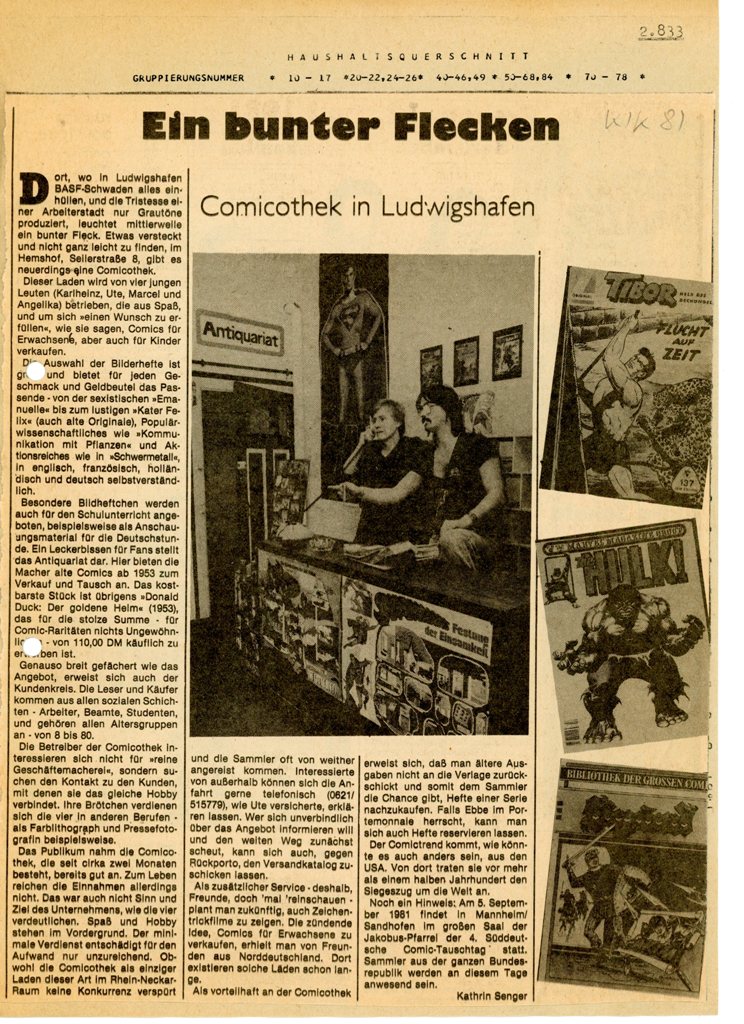 2.833
HAUSHALTSQUERSCHNITT
GRUPPIERUNGSNUMMER * 10 - 17 *20-22,24-26* 40-46,49 * 50-68,84 * 70 - 78 *
Ein bunter Flecken
81
Comicothek in Ludwigshafen
Dort, wo in Ludwigshafen
BASF-Schwaden alles ein-
hüllen, und die Tristesse ei-
ner Arbeiterstadt nur Grautöne
produziert, leuchtet mittlerweile
ein bunter Fleck. Etwas versteckt
und nicht ganz leicht zu finden, im
Hemshof, Seilerstraße 8, gibt es
neuerdings eine Comicothek.
Dieser Laden wird von vier jungen
Leuten (Karlheinz, Ute, Marcel und
Angelika) betrieben, die aus Spaß,
und um sich »einen Wunsch zu er-
füllen«, wie sie sagen, Comics für
Erwachsene, aber auch für Kinder
verkaufen.
Die Auswahl der Bilderhefte ist
und bietet für jeden Ge-
schmack und Geldbeutel das Pas-
sende - von der sexistischen »Ema-
nuelle« bis zum lustigen »Kater Fe-
lix« (auch alte Originale), Populär-
wissenschaftliches wie »Kommu-
nikation mit Pflanzen« und Ak-
tionsreiches wie in »Schwermetall«,
in englisch, französisch, hollän-
disch und deutsch selbstverständ-
lich.
Besondere Bildheftchen werden
auch für den Schulunterricht ange-
boten, beispielsweise als Anschau-
ungsmaterial für die Deutschstun-
de. Ein Leckerbissen für Fans stellt
das Antiquariat dar. Hier bieten die
Macher alte Comics ab 1953 zum
Verkauf und Tausch an. Das kost-
barste Stück ist übrigens »Donald
Duck: Der goldene Helm« (1953),
das für die stolze Summe - für
Comic-Raritäten nichts Ungewöhn-
- von 110,00 DM käuflich zu
ist.
Genauso breit gefächert wie das
Angebot, erweist sich auch der
Kundenkreis. Die Leser und Käufer
kommen aus allen sozialen Schich-
ten - Arbeiter, Beamte, Studenten,
und gehören allen Altersgruppen
an - von 8 bis 80.
Die Betreiber der Comicothek in-
teressieren sich nicht für »reine
Geschäftemacherei«, sondern su-
chen den Kontakt zu den Kunden,
mit denen sie das gleiche Hobby
verbindet. Ihre Brötchen verdienen
sich die vier in anderen Berufen -
als Farblithograph und Pressefoto-
grafin beispielsweise.
Das Publikum nahm die Comico-
thek, die seit cirka zwei Monaten
besteht, bereits gut an. Zum Leben
reichen die Einnahmen allerdings
nicht. Das war auch nicht Sinn und
Ziel des Unternehmens, wie die vier
verdeutlichen. Spaß und Hobby
stehen im Vordergrund. Der mini-
male Verdienst entschädigt für den
Aufwand nur unzureichend. Ob-
wohl die Comicothek als einziger
Laden dieser Art im Rhein-Neckar-
Raum keine Konkurrenz verspürt
und die Sammler oft von weither
angereist kommen. Interessierte
von außerhalb können sich die An-
fahrt gerne telefonisch (0621/
515779), wie Ute versicherte, erklä-
ren lassen. Wer sich unverbindlich
über das Angebot informieren will
und den weiten Weg zunächst
scheut, kann sich auch, gegen
Rückporto, den Versandkatalog zu-
schicken lassen.
Als zusätzlicher Service - deshalb,
Freunde, doch 'mal 'reinschauen -
plant man zukünftig, auch Zeichen-
trickfilme zu zeigen. Die zündende
Idee, Comics für Erwachsene zu
verkaufen, erhielt man von Freun-
den aus Norddeutschland. Dort
existieren solche Läden schon lan-
ge.
Als vorteilhaft an der Comicothek
erweist sich, daß man ältere Aus-
gaben nicht an die Verlage zurück-
schickt und somit dem Sammler
die Chance gibt, Hefte einer Serie
nachzukaufen. Falls Ebbe im Por-
temonnaie herrscht, kann man
sich auch Hefte reservieren lassen.
Der Comictrend kommt, wie könn-
te es auch anders sein, aus den
USA. Von dort traten sie vor mehr
als einem halben Jahrhundert den
Siegeszug um die Welt an.
Noch ein Hinweis: Am 5. Septem-
ber 1981 findet in Mannheim/
Sandhofen im großen Saal der
Jakobus-Pfarrei der 4. Süddeut-
sche Comic-Tauschtag statt.
Sammler aus der ganzen Bundes-
republik werden an diesem Tage
anwesend sein.
Kathrin Senger
Antiquariat
Festung
der Einsamkeit
TIBOR
HELD DES
DSCHUNGELS
FLUCHT
AUF
ZEIT
137
MARVEL MAGAZINE GROUP
THE HULK!
BIBLIOTHEK DER GROSSEN COM